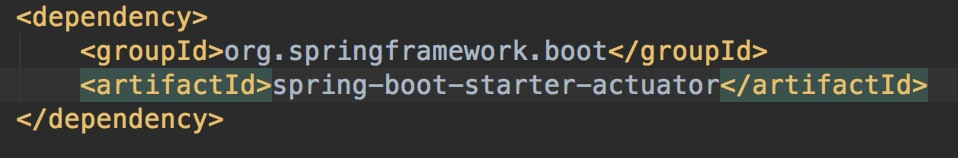 <dependency>
<groupId>org.springframework.boot</groupId>
<artifactId>spring-boot-starter-actuator</artifactId>
</dependency>